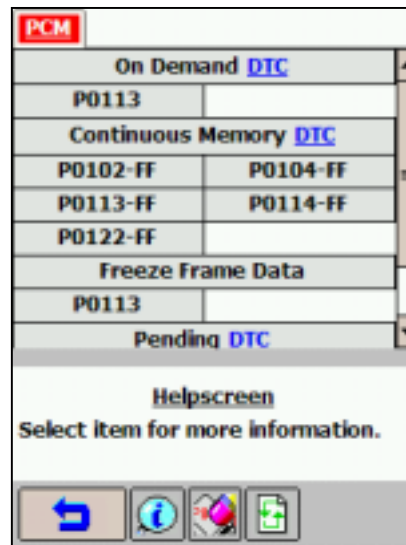 PCM
On Demand DTC
P0113
Continuous Memory DTC
P0102-FF P0104-FF
P0113-FF P0114-FF
P0122-FF
Freeze Frame Data
P0113
Pending DTC
Helpscreen
Select item for more information.